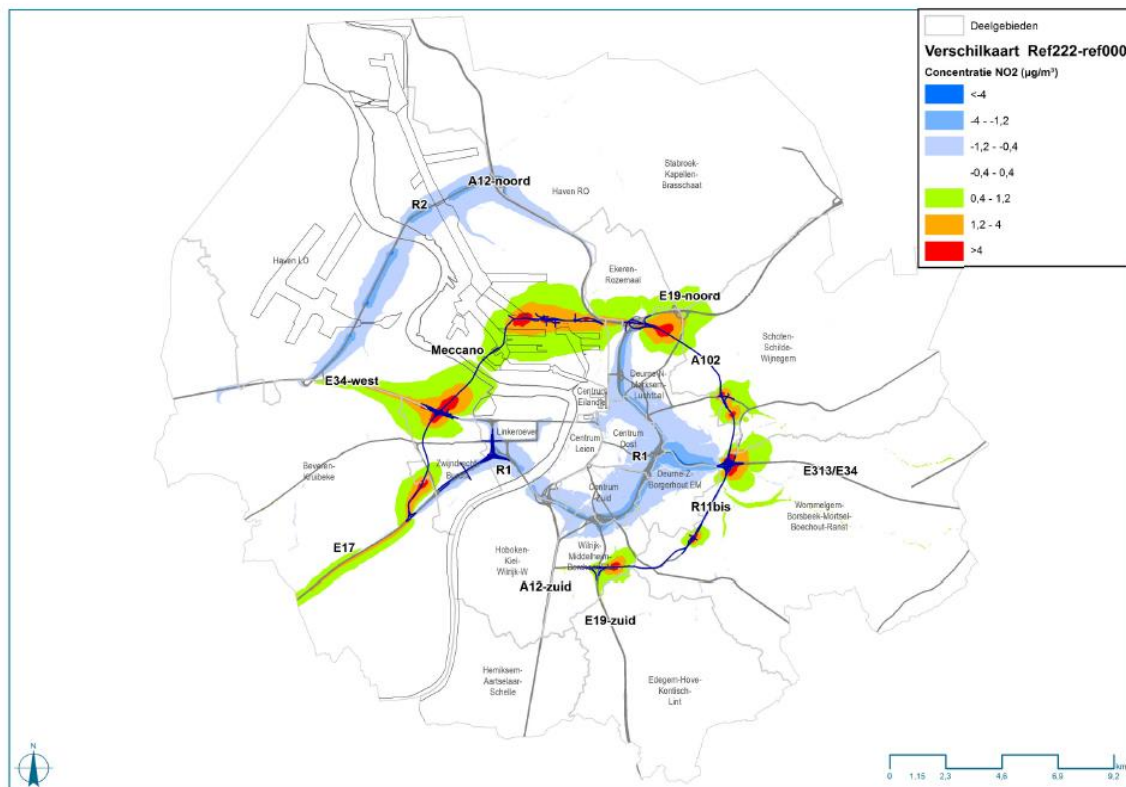 Deelgebieden
Verschilkaart Ref222-ref000
Concentratie NO2 (µg/m³)
<-4
-4 - -1,2
-1,2 - -0,4
-0,4 - 0,4
0,4 - 1,2
1,2 - 4
>4
A12-noord
Haven RO
Stabroek-
Kapellen-
Brasschaat
R2
Haven LO
Ekeren-
Rozemaai
E19-noord
Schoten-
Schilde-
Wijnegem
Meccano
A102
E34-west
Deurne-N-
Merksem-
Luchtbal
Centrum
Eilandje
Linkeroever
Centrum
Leien
Centrum
Oost
R1
Beveren-
Kruibeke
Zwijndrecht-
R1
Deurne-Z-
Borgerhout EM
E313/E34
Centrum
Zuid
R11bis
Wommelgem-
Borsbeek-Mortsel-
Boechout-Ranst
E17
Hoboken-
Kiel-
Wilrijk-W
Wilrijk-
Middelheim-
A12-zuid
E19-zuid
Hemiksem-
Aartselaar-
Schelle
Edegem-Hove-
Kontich-
Lint
N
km
0 1,15 2,3 4,6 6,9 9,2